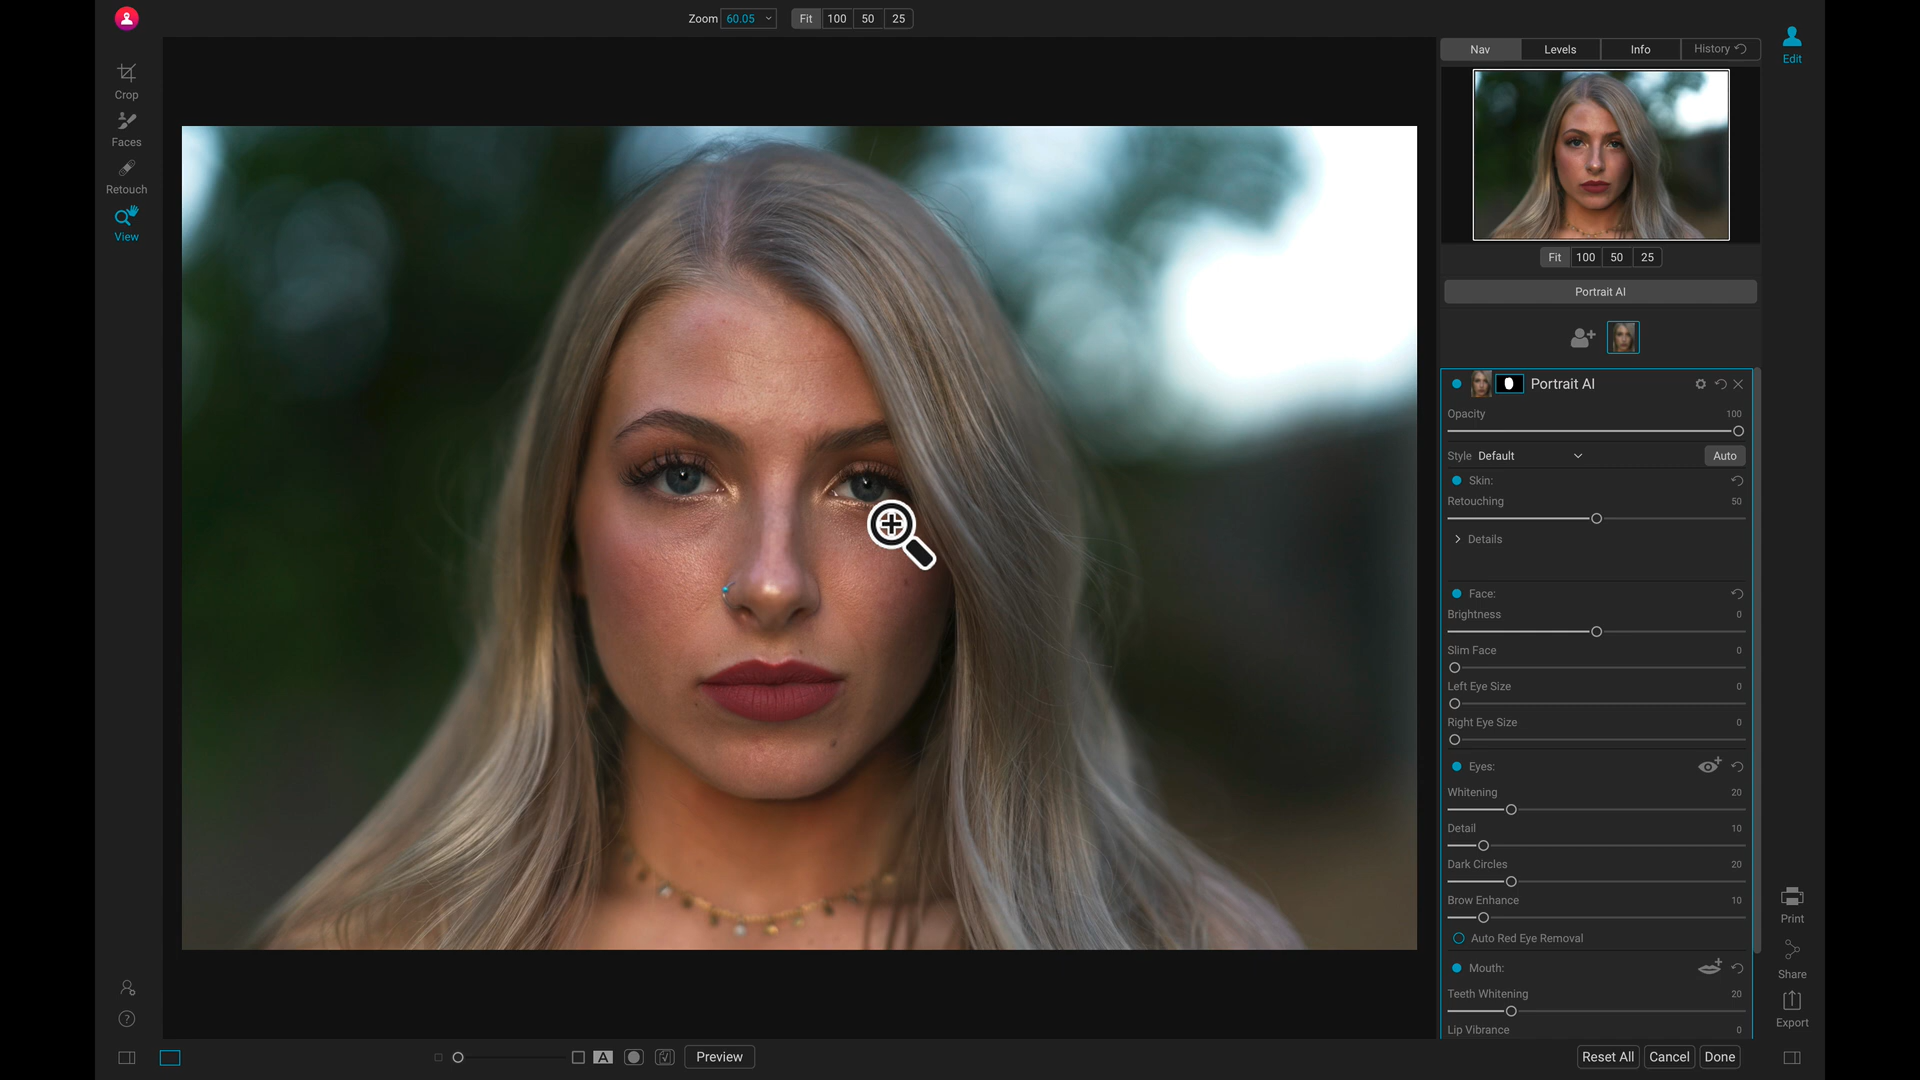 Zoom 60.05 Fit 100 50 25
Crop
Faces
Retouch
View
Nav Levels Info History
Edit
Fit 100 50 25
Portrait AI
Portrait AI
Opacity 100
Style Default Auto
Skin:
Retouching 50
Details
Face:
Brightness 0
Slim Face 0
Left Eye Size 0
Right Eye Size 0
Eyes:
Whitening 20
Detail 10
Dark Circles 20
Brow Enhance 10
Auto Red Eye Removal
Mouth:
Teeth Whitening 20
Lip Vibrance 0
Print
Share
Export
?
A Preview
Reset All Cancel Done